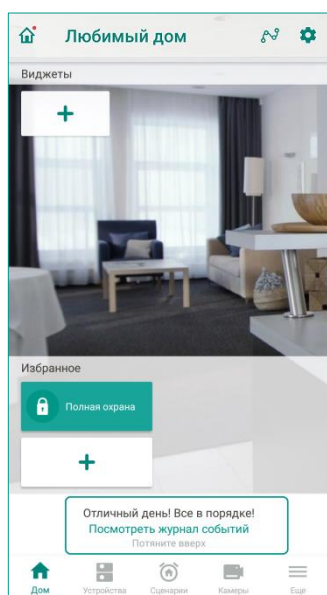 Любимый дом
Виджеты
Избранное
Полная охрана
Отличный день! Все в порядке!
Посмотреть журнал событий
Потяните вверх
Дом Устройства Сценарии Камеры Еще